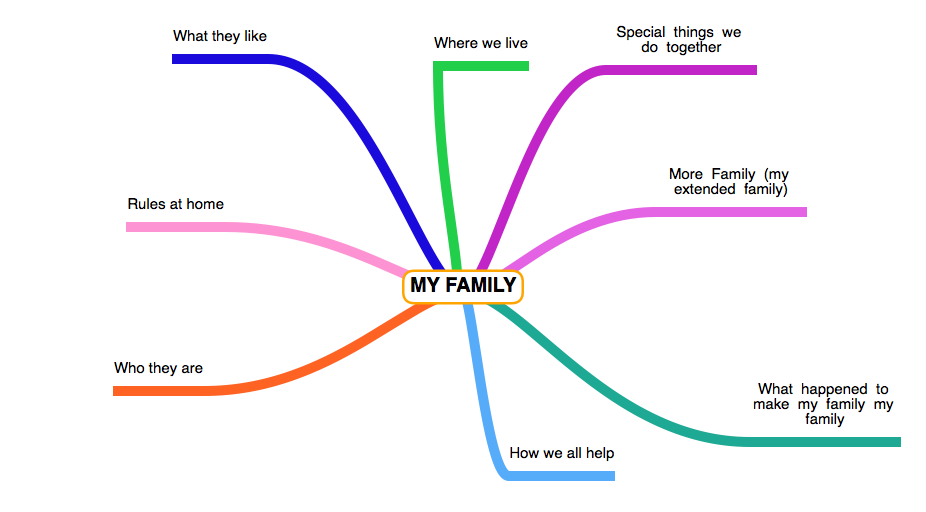 What they like
Where we live
Special things we
do together
More Family (my
extended family)
Rules at home
MY FAMILY
Who they are
What happened to
make my family my
family
How we all help